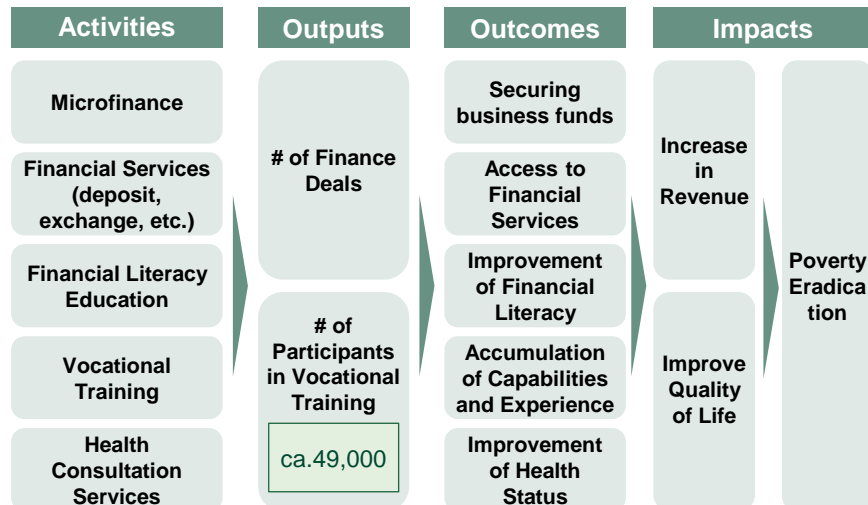 Activities
Microfinance
Financial Services
(deposit,
exchange, etc.)
Financial Literacy
Education
Vocational
Training
Health
Consultation
Services
Outputs
# of Finance
Deals
# of
Participants
in Vocational
Training
ca.49,000
Outcomes
Securing
business funds
Access to
Financial
Services
Improvement
of Financial
Literacy
Accumulation
of Capabilities
and Experience
Improvement
of Health
Status
Impacts
Increase
in
Revenue
Improve
Quality
of Life
Poverty
Eradica
tion